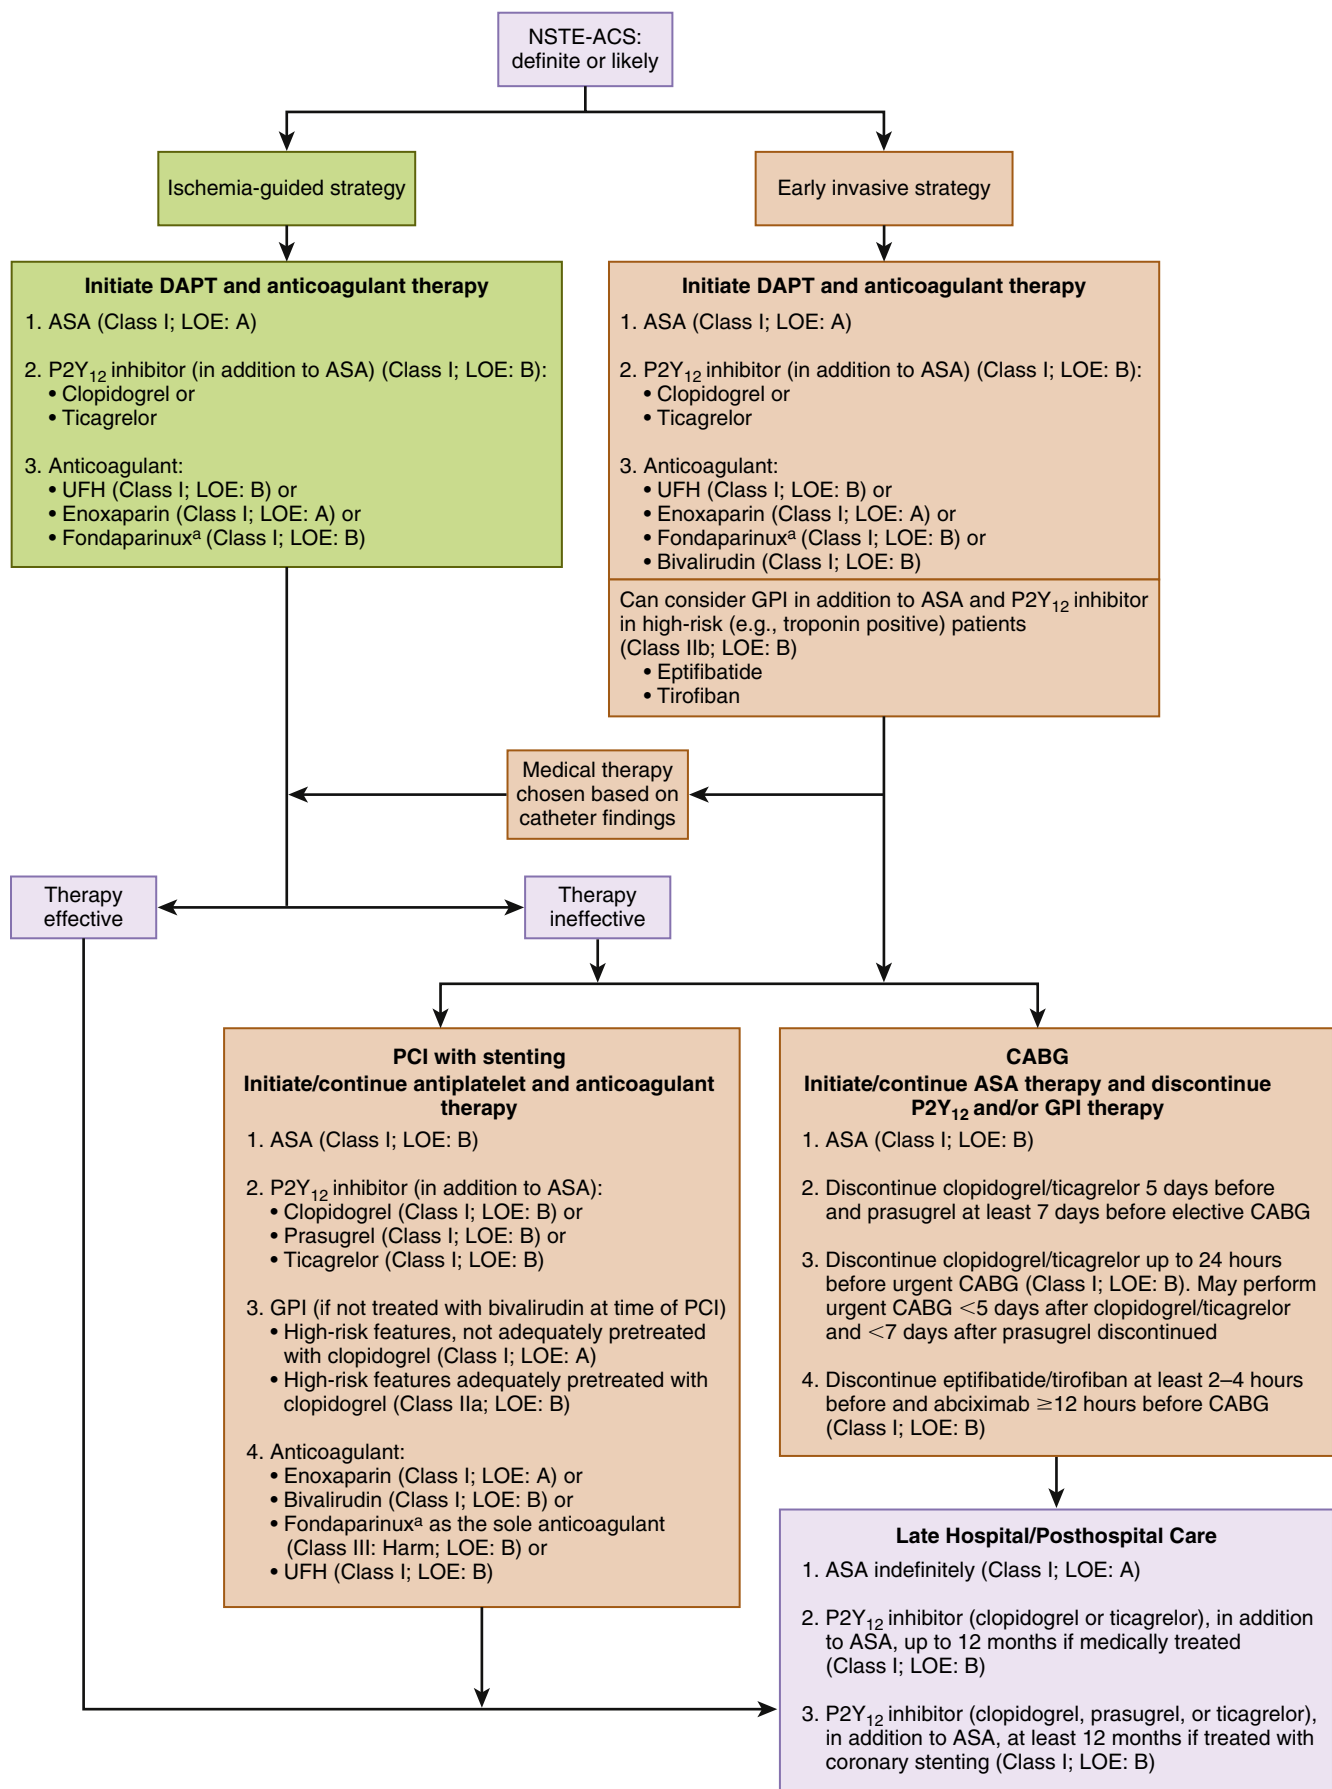 NSTE-ACS:
definite or likely
Ischemia-guided strategy
Early invasive strategy
Initiate DAPT and anticoagulant therapy
1. ASA (Class I; LOE: A)
2. P2Y₁₂ inhibitor (in addition to ASA) (Class I; LOE: B):
• Clopidogrel or
• Ticagrelor
3. Anticoagulant:
• UFH (Class I; LOE: B) or
• Enoxaparin (Class I; LOE: A) or
• Fondaparinuxᵃ (Class I; LOE: B)
Initiate DAPT and anticoagulant therapy
1. ASA (Class I; LOE: A)
2. P2Y₁₂ inhibitor (in addition to ASA) (Class I; LOE: B):
• Clopidogrel or
• Ticagrelor
3. Anticoagulant:
• UFH (Class I; LOE: B) or
• Enoxaparin (Class I; LOE: A) or
• Fondaparinuxᵃ (Class I; LOE: B) or
• Bivalirudin (Class I; LOE: B)
Can consider GPI in addition to ASA and P2Y₁₂ inhibitor
in high-risk (e.g., troponin positive) patients
(Class IIb; LOE: B)
• Eptifibatide
• Tirofiban
Medical therapy
chosen based on
catheter findings
Therapy
effective
Therapy
ineffective
PCI with stenting
Initiate/continue antiplatelet and anticoagulant
therapy
1. ASA (Class I; LOE: B)
2. P2Y₁₂ inhibitor (in addition to ASA):
• Clopidogrel (Class I; LOE: B) or
• Prasugrel (Class I; LOE: B) or
• Ticagrelor (Class I; LOE: B)
3. GPI (if not treated with bivalirudin at time of PCI)
• High-risk features, not adequately pretreated
with clopidogrel (Class I; LOE: A)
• High-risk features adequately pretreated with
clopidogrel (Class IIa; LOE: B)
4. Anticoagulant:
• Enoxaparin (Class I; LOE: A) or
• Bivalirudin (Class I; LOE: B) or
• Fondaparinuxᵃ as the sole anticoagulant
(Class III: Harm; LOE: B) or
• UFH (Class I; LOE: B)
CABG
Initiate/continue ASA therapy and discontinue
P2Y₁₂ and/or GPI therapy
1. ASA (Class I; LOE: B)
2. Discontinue clopidogrel/ticagrelor 5 days before
and prasugrel at least 7 days before elective CABG
3. Discontinue clopidogrel/ticagrelor up to 24 hours
before urgent CABG (Class I; LOE: B). May perform
urgent CABG <5 days after clopidogrel/ticagrelor
and <7 days after prasugrel discontinued
4. Discontinue eptifibatide/tirofiban at least 2–4 hours
before and abciximab ≥12 hours before CABG
(Class I; LOE: B)
Late Hospital/Posthospital Care
1. ASA indefinitely (Class I; LOE: A)
2. P2Y₁₂ inhibitor (clopidogrel or ticagrelor), in addition
to ASA, up to 12 months if medically treated
(Class I; LOE: B)
3. P2Y₁₂ inhibitor (clopidogrel, prasugrel, or ticagrelor),
in addition to ASA, at least 12 months if treated with
coronary stenting (Class I; LOE: B)